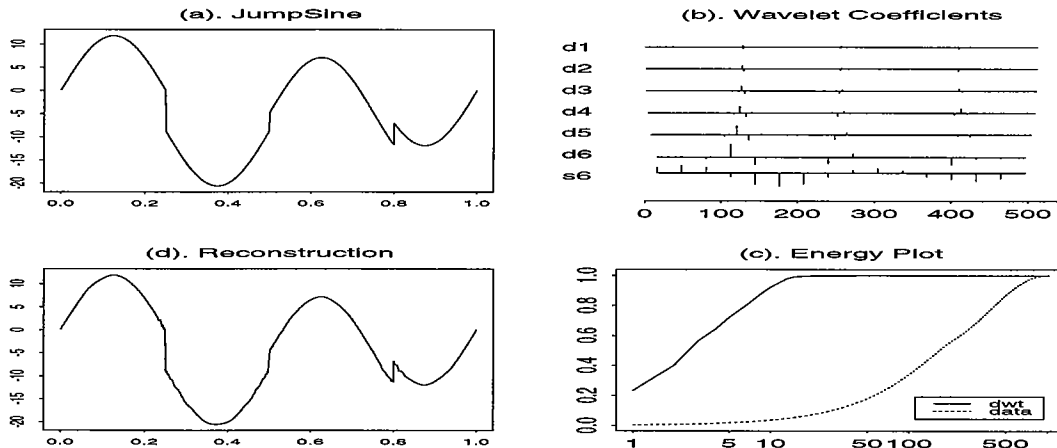 (a). JumpSine
10
5
0
-5
-10
-15
-20
0.0 0.2 0.4 0.6 0.8 1.0
(b). Wavelet Coefficients
d1
d2
d3
d4
d5
d6
s6
0 100 200 300 400 500
(d). Reconstruction
10
5
0
-5
-10
-15
-20
0.0 0.2 0.4 0.6 0.8 1.0
(c). Energy Plot
1.0
0.8
0.6
0.4
0.2
0.0
dwt
data
1 5 10 50 100 500